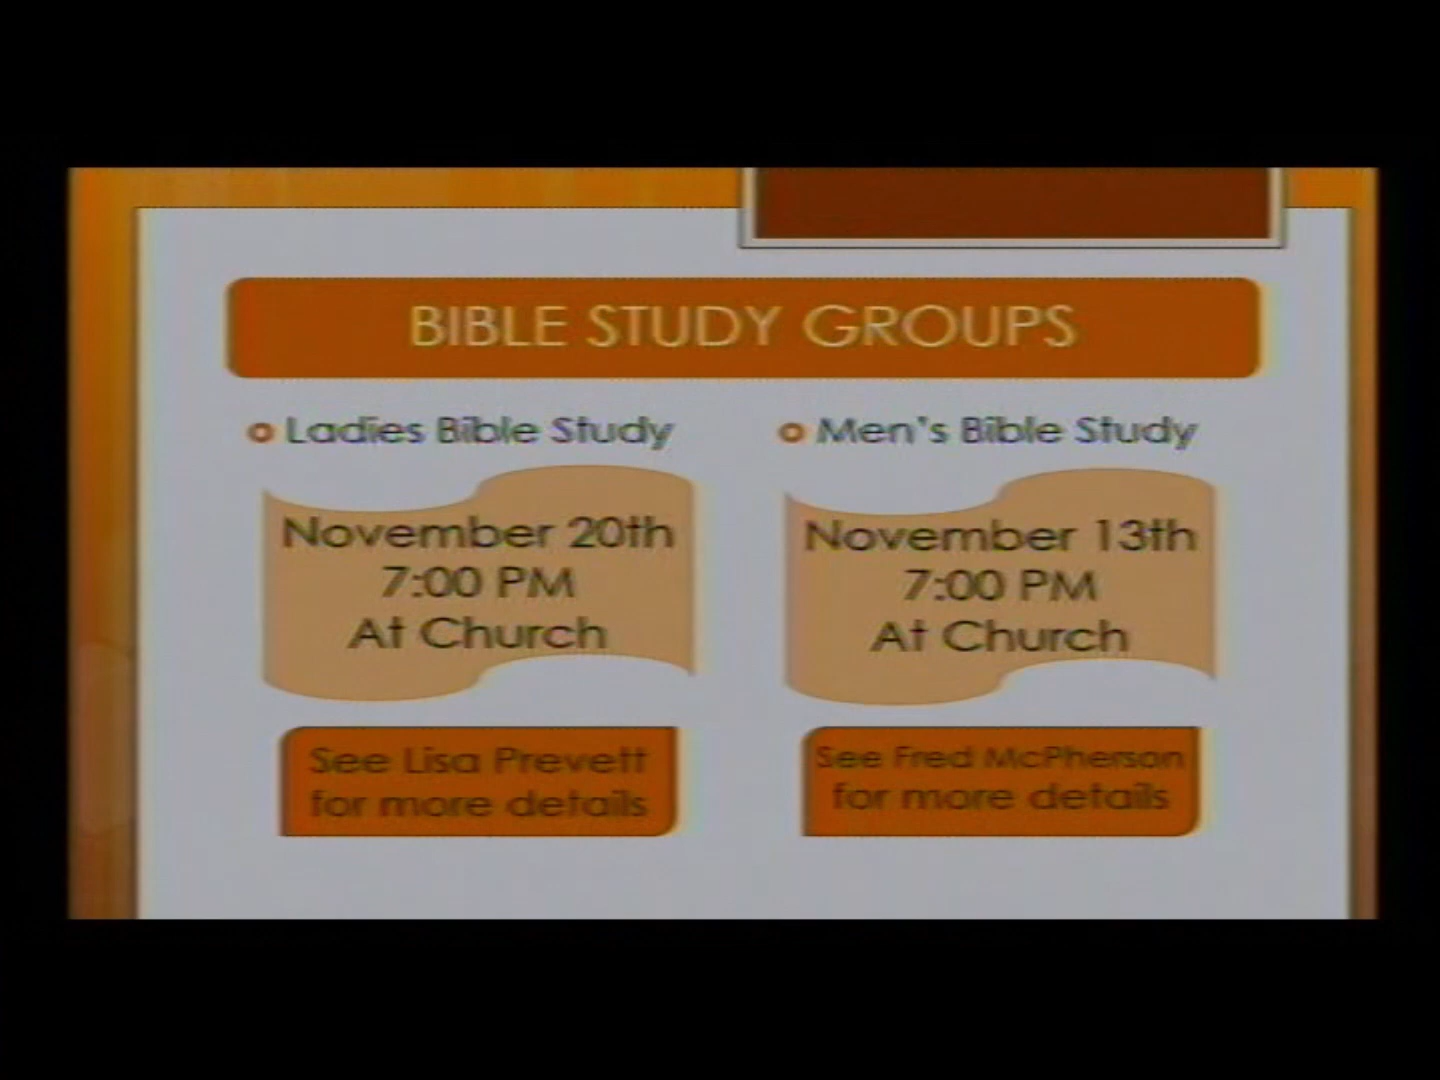 BIBLE STUDY GROUPS
Ladies Bible Study
November 20th
7:00 PM
At Church
See Lisa Prevett
for more details
Men's Bible Study
November 13th
7:00 PM
At Church
See Fred McPherson
for more details